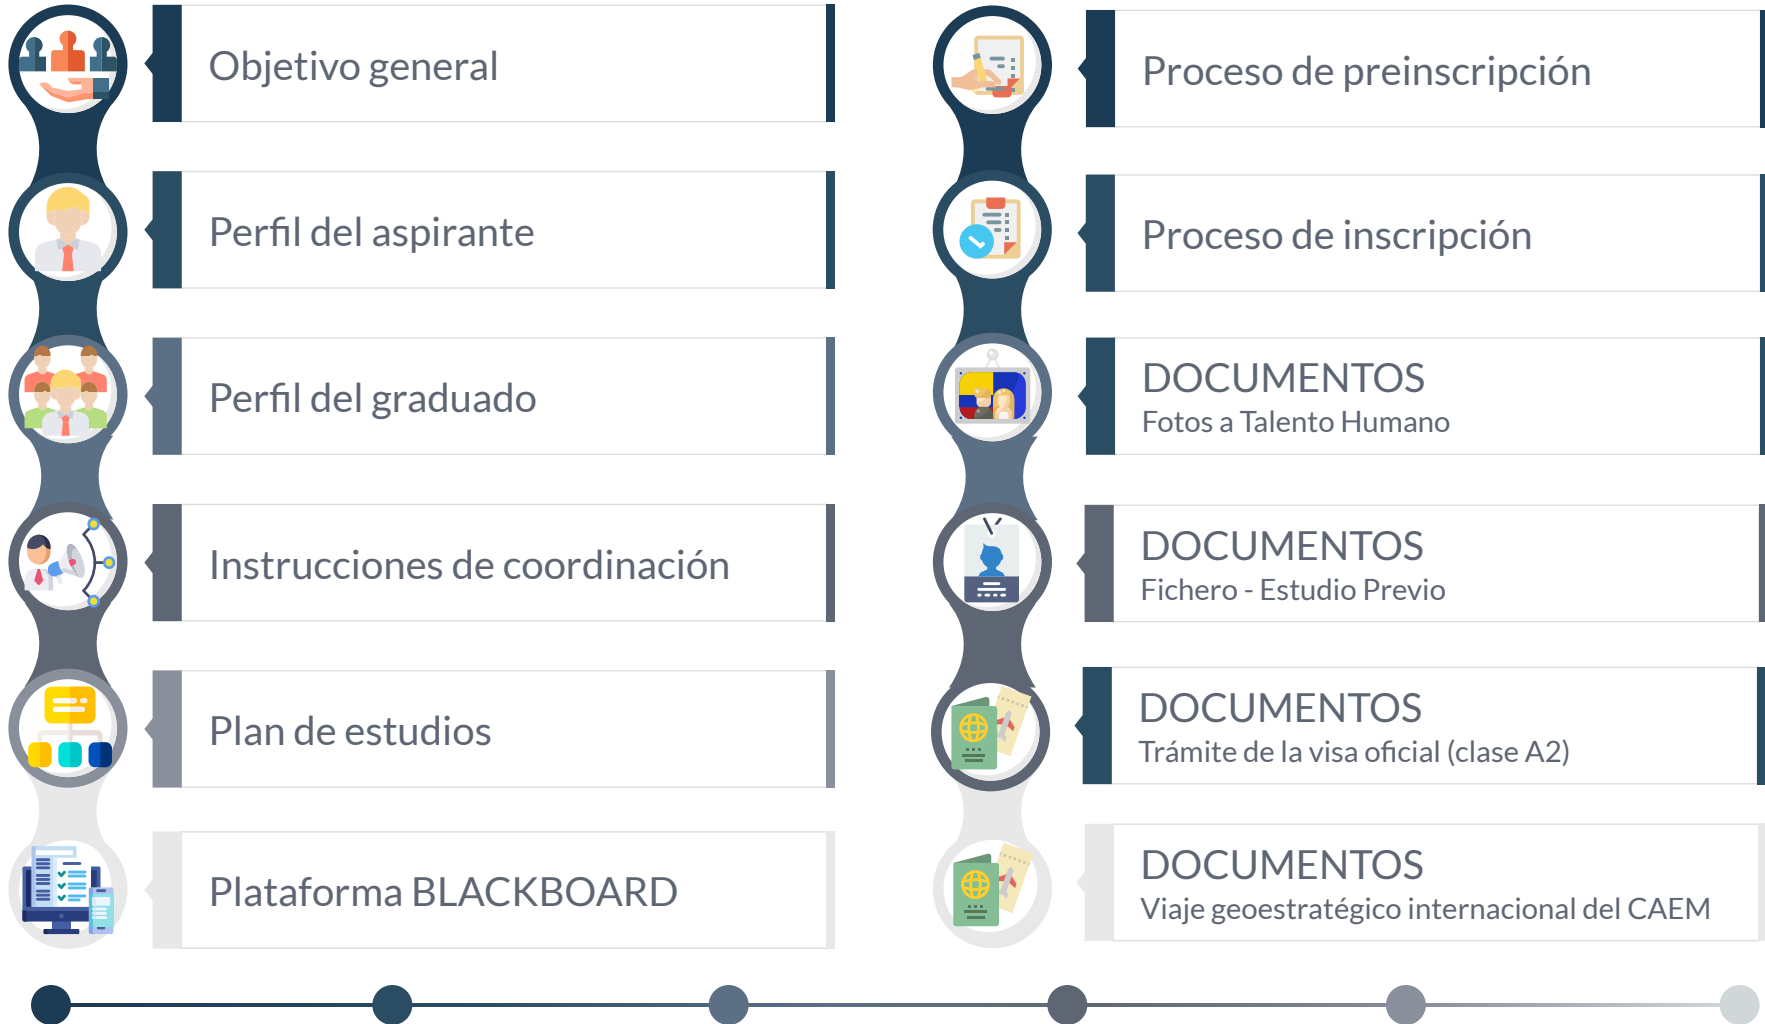 Objetivo general
Perfil del aspirante
Perfil del graduado
Instrucciones de coordinación
Plan de estudios
Plataforma BLACKBOARD
Proceso de preinscripción
Proceso de inscripción
DOCUMENTOS
Fotos a Talento Humano
DOCUMENTOS
Fichero - Estudio Previo
DOCUMENTOS
Trámite de la visa oficial (clase A2)
DOCUMENTOS
Viaje geoestratégico internacional del CAEM